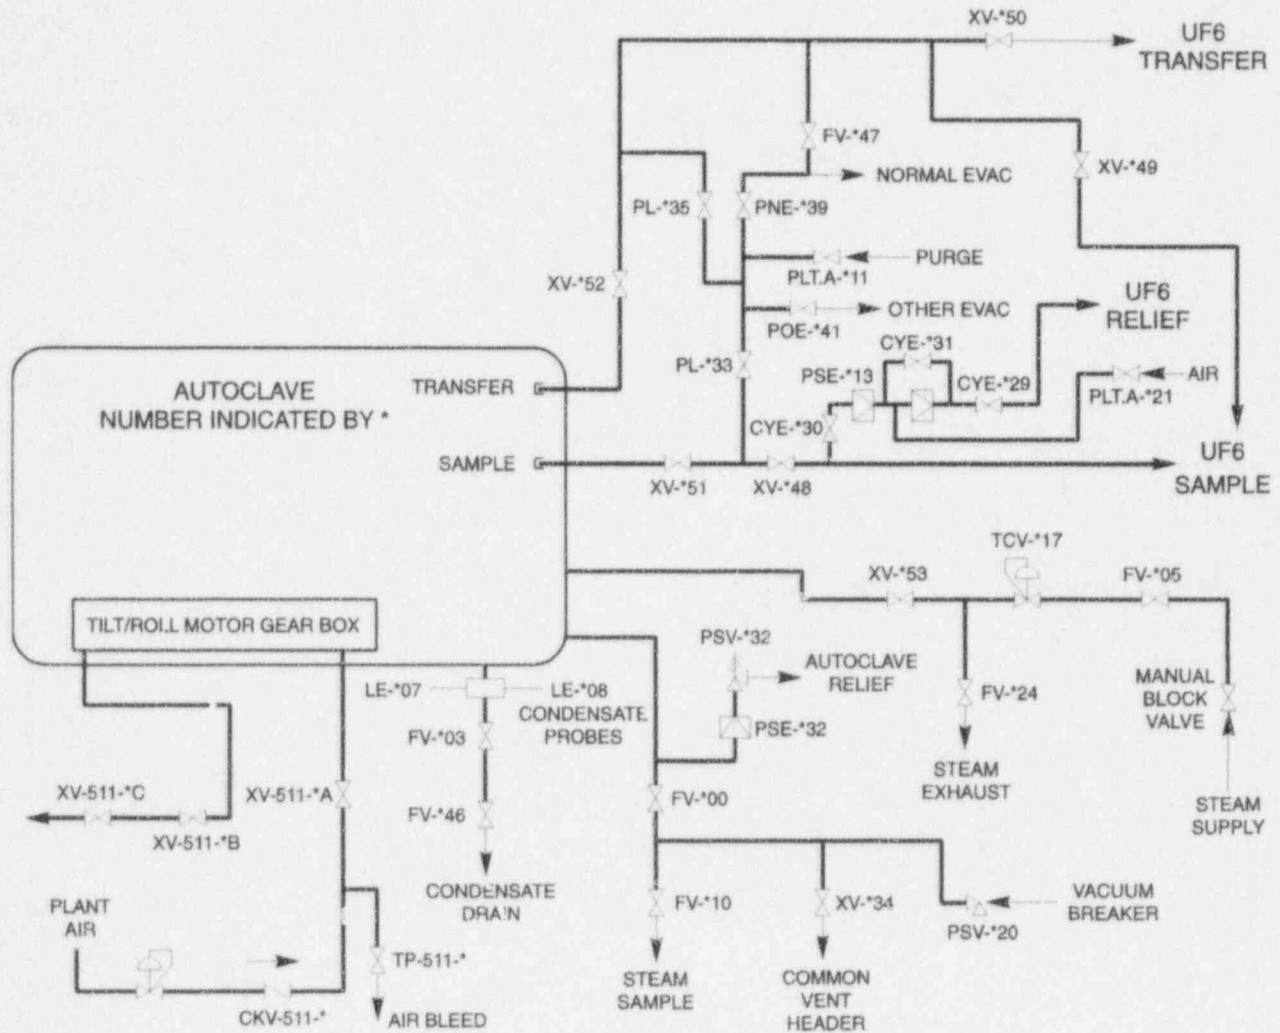 XV-*50
UF6
TRANSFER
FV-*47
XV-*49
NORMAL EVAC
PL-*35
PNE-*39
PURGE
PLT.A-*11
XV-*52
UF6
RELIEF
OTHER EVAC
POE-*41
CYE-*31
PL-*33
PSE-*13
CYE-*29
AIR
PLT.A-*21
AUTOCLAVE
NUMBER INDICATED BY *
TRANSFER
CYE-*30
SAMPLE
UF6
SAMPLE
XV-*51
XV-*48
TCV-*17
XV-*53
FV-*05
TILT/ROLL MOTOR GEAR BOX
PSV-*32
AUTOCLAVE
RELIEF
MANUAL
BLOCK
VALVE
LE-*07
LE-*08
CONDENSATE
PROBES
FV-*24
PSE-*32
FV-*03
STEAM
EXHAUST
XV-511-*C
XV-511-*A
FV-*00
STEAM
SUPPLY
FV-*46
XV-511-*B
CONDENSATE
DRAIN
VACUUM
BREAKER
PLANT
AIR
FV-*10
XV-*34
PSV-*20
TP-511-*
STEAM
SAMPLE
COMMON
VENT
HEADER
CKV-511-*
AIR BLEED